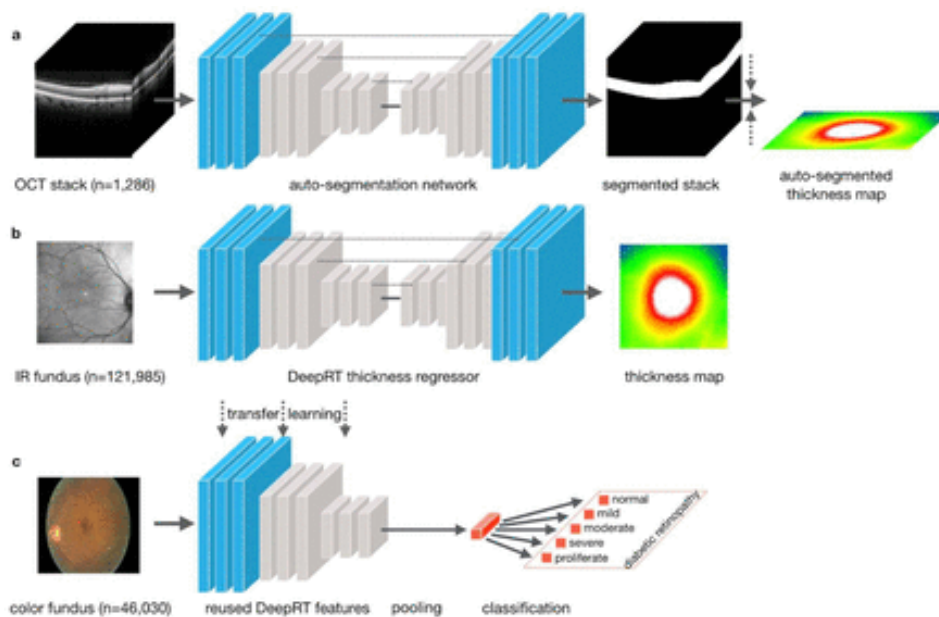 a
OCT stack (n=1,286)
auto-segmentation network
segmented stack
auto-segmented
thickness map
b
IR fundus (n=121,985)
DeepRT thickness regressor
thickness map
transfer learning
c
normal
mild
moderate
severe
proliferate
diabetic retinopathy
color fundus (n=46,030)
reused DeepRT features
pooling
classification